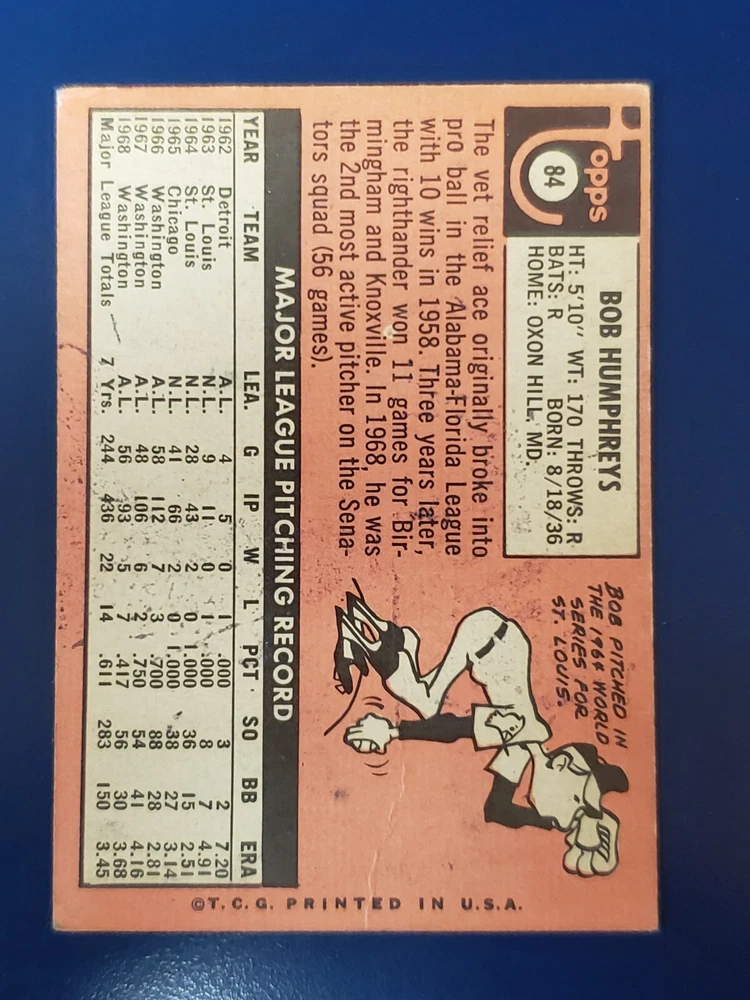 Topps
84
BOB HUMPHREYS
HT: 5'10" WT: 170 THROWS: R
BATS: R BORN: 8/18/36
HOME: OXON HILL, MD.
The vet relief ace originally broke into
pro ball in the Alabama-Florida League
with 10 wins in 1958. Three years later,
the righthander won 11 games for Bir-
mingham and Knoxville. In 1968, he was
the 2nd most active pitcher on the Sena-
tors squad (56 games).
BOB PITCHED IN
THE 1964 WORLD
SERIES FOR
ST. LOUIS.
MAJOR LEAGUE PITCHING RECORD
YEAR TEAM LEA. G IP W L PCT. SO BB ERA
1962 Detroit A.L. 4 5 0 1 .000 3 2 7.20
1963 St. Louis N.L. 9 11 0 1 .000 8 7 4.91
1964 St. Louis N.L. 28 43 2 0 1.000 36 15 2.51
1965 Chicago N.L. 41 66 2 0 1.000 38 27 3.14
1966 Washington A.L. 58 112 7 3 .700 88 28 2.81
1967 Washington A.L. 48 106 6 2 .750 54 41 4.16
1968 Washington A.L. 56 93 5 7 .417 56 30 3.68
Major League Totals 7 Yrs. 244 436 22 14 .611 283 150 3.45
©T.C.G. PRINTED IN U.S.A.